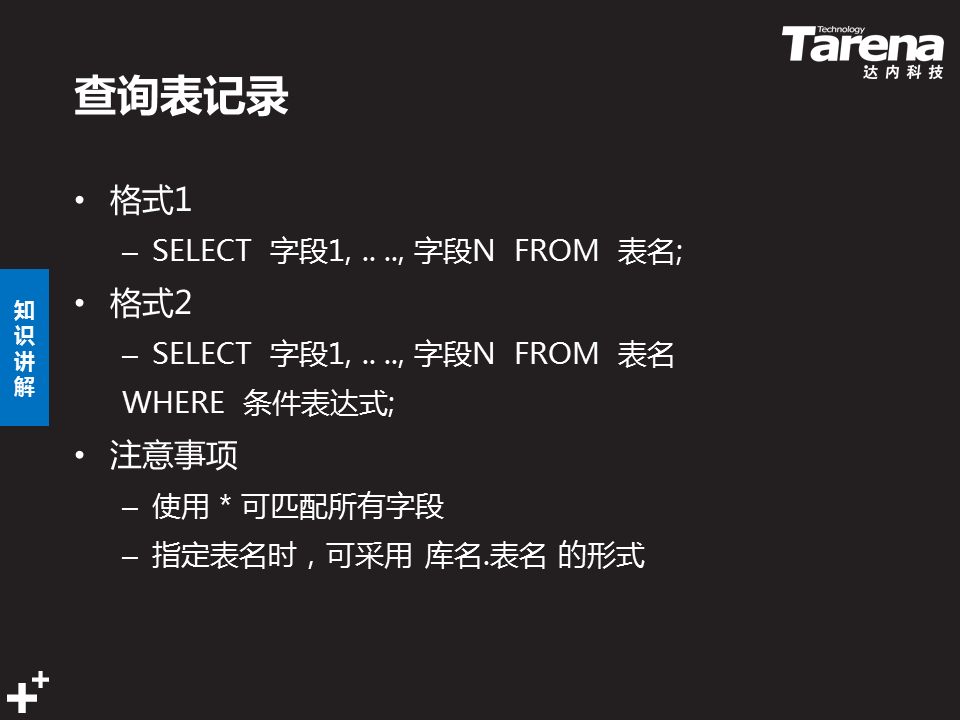 Technology
Tarena
达内科技
查询表记录
• 格式1
– SELECT 字段1, .. .., 字段N FROM 表名;
• 格式2
– SELECT 字段1, .. .., 字段N FROM 表名
WHERE 条件表达式;
• 注意事项
– 使用 * 可匹配所有字段
– 指定表名时，可采用 库名.表名 的形式
知识讲解